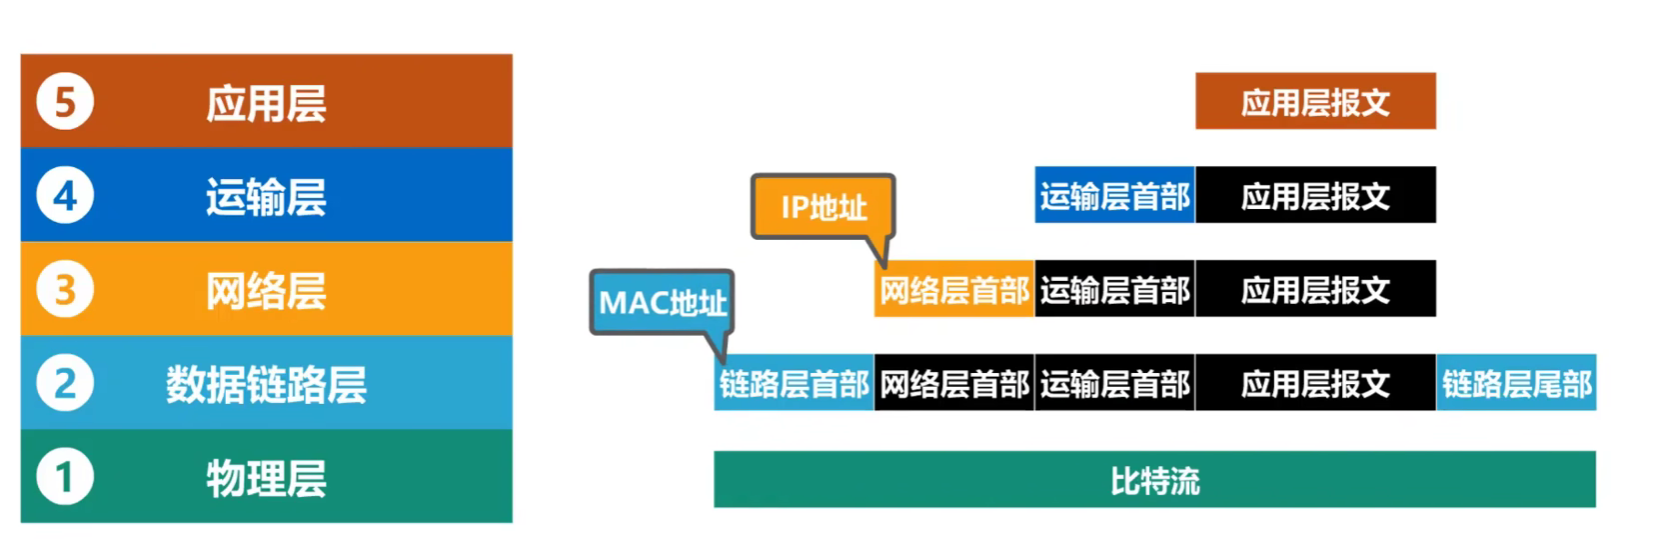 5 应用层
应用层报文
4 运输层
IP地址
运输层首部 应用层报文
3 网络层
MAC地址
网络层首部 运输层首部 应用层报文
2 数据链路层
链路层首部 网络层首部 运输层首部 应用层报文 链路层尾部
1 物理层
比特流